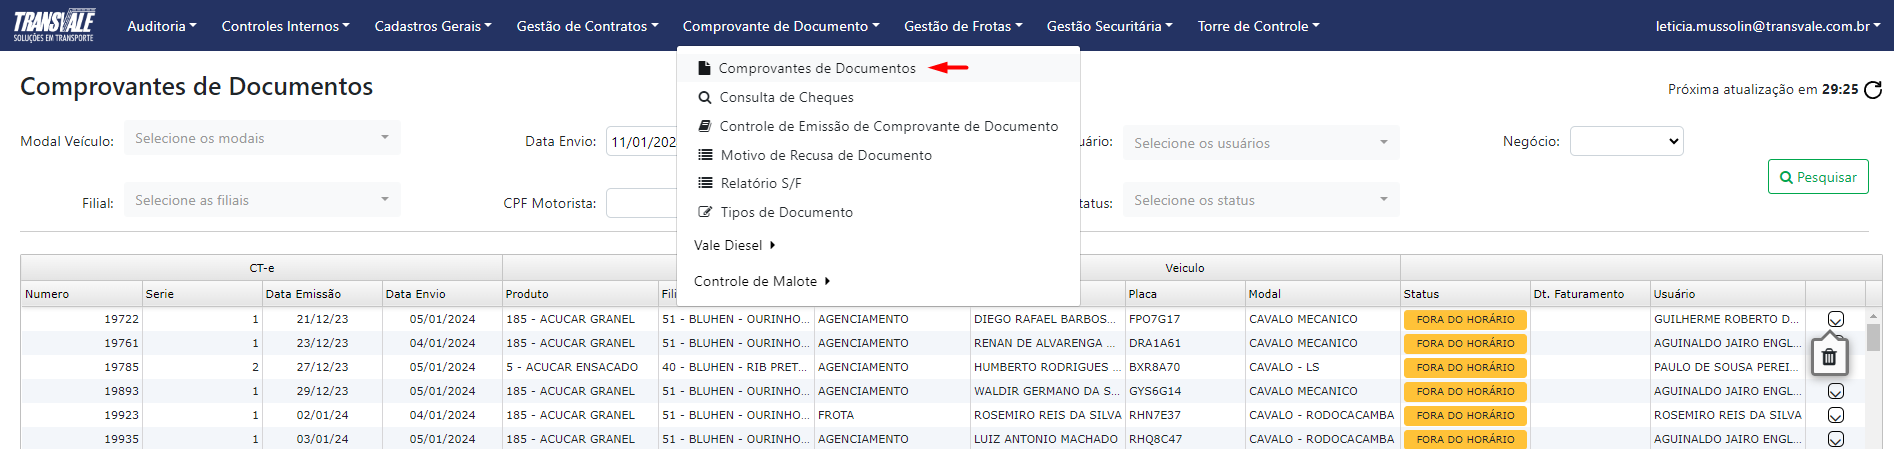 TRANSVALE
SOLUÇÕES EM TRANSPORTE
Auditoria Controles Internos Cadastros Gerais Gestão de Contratos Comprovante de Documento Gestão de Frotas Gestão Securitária Torre de Controle leticia.mussolin@transvale.com.br
Comprovantes de Documentos
Consulta de Cheques
Controle de Emissão de Comprovante de Documento
Motivo de Recusa de Documento
Relatório S/F
Tipos de Documento
Vale Diesel
Controle de Malote
Comprovantes de Documentos
Próxima atualização em 29:25
Modal Veículo: Selecione os modais Data Envio: 11/01/202 uário: Selecione os usuários Negócio:
Pesquisar
Filial: Selecione as filiais CPF Motorista: tatus: Selecione os status
CT-e Veiculo
Numero Serie Data Emissão Data Envio Produto Fili Placa Modal Status Dt. Faturamento Usuário
19722 1 21/12/23 05/01/2024 185 - ACUCAR GRANEL 51 - BLUHEN - OURINHO... AGENCIAMENTO DIEGO RAFAEL BARBOS... FPO7G17 CAVALO MECANICO FORA DO HORÁRIO GUILHERME ROBERTO D...
19761 1 23/12/23 04/01/2024 185 - ACUCAR GRANEL 51 - BLUHEN - OURINHO... AGENCIAMENTO RENAN DE ALVARENGA ... DRA1A61 CAVALO MECANICO FORA DO HORÁRIO AGUINALDO JAIRO ENGL...
19785 2 27/12/23 05/01/2024 5 - ACUCAR ENSACADO 40 - BLUHEN - RIB PRET... AGENCIAMENTO HUMBERTO RODRIGUES ... BXR8A70 CAVALO - LS FORA DO HORÁRIO PAULO DE SOUSA PEREI...
19893 1 29/12/23 05/01/2024 185 - ACUCAR GRANEL 51 - BLUHEN - OURINHO... AGENCIAMENTO WALDIR GERMANO DA S... GYS6G14 CAVALO MECANICO FORA DO HORÁRIO AGUINALDO JAIRO ENGL...
19923 1 02/01/24 04/01/2024 185 - ACUCAR GRANEL 51 - BLUHEN - OURINHO... FROTA ROSEMIRO REIS DA SILVA RHN7E37 CAVALO - RODOCACAMBA FORA DO HORÁRIO ROSEMIRO REIS DA SILVA
19935 1 03/01/24 05/01/2024 185 - ACUCAR GRANEL 51 - BLUHEN - OURINHO... AGENCIAMENTO LUIZ ANTONIO MACHADO RHQ8C47 CAVALO - RODOCACAMBA FORA DO HORÁRIO AGUINALDO JAIRO ENGL...